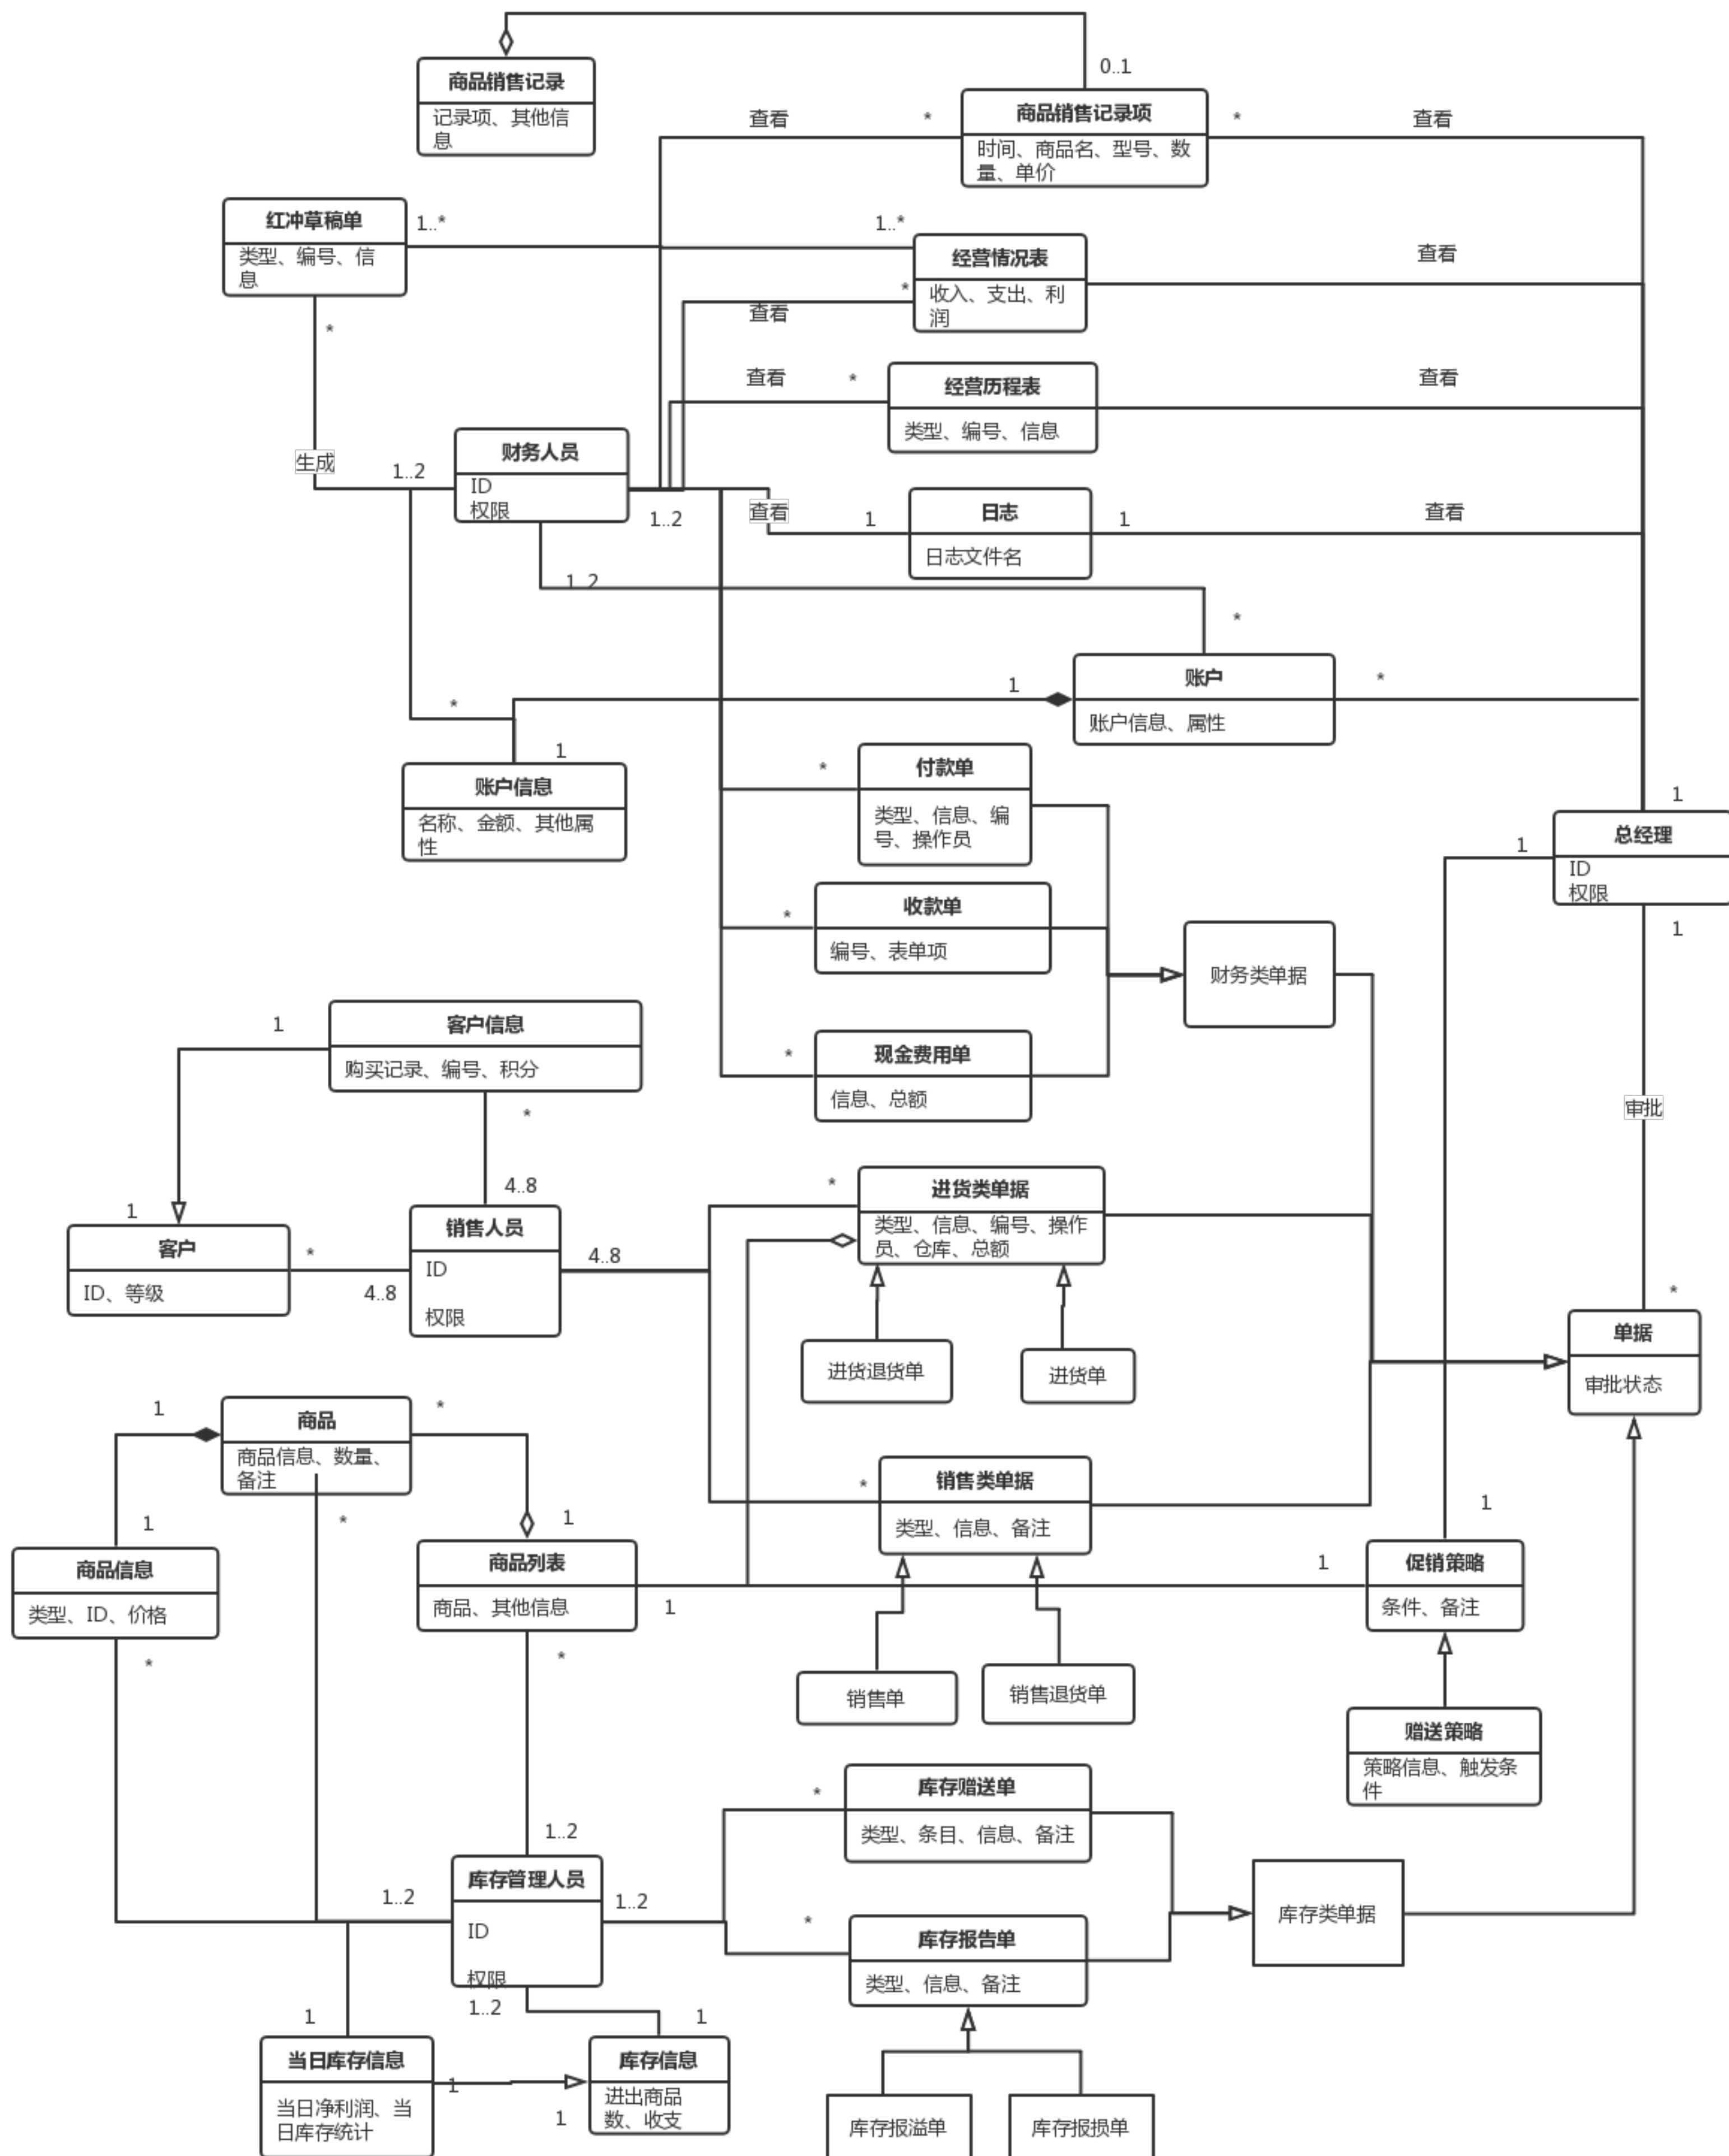 0..1
商品销售记录
记录项、其他信
息
查看
*
商品销售记录项
时间、商品名、型号、数
量、单价
*
查看
红冲草稿单
类型、编号、信
息
1..*
1..*
经营情况表
收入、支出、利
润
查看
*
查看
*
查看
*
经营历程表
类型、编号、信息
查看
生成
1..2
财务人员
ID
权限
1..2
查看
1
日志
日志文件名
1
查看
1..2
*
*
1
账户
账户信息、属性
*
1
账户信息
名称、金额、其他属
性
*
付款单
类型、信息、编
号、操作员
1
总经理
ID
权限
1
1
*
收款单
编号、表单项
财务类单据
1
客户信息
购买记录、编号、积分
*
*
现金费用单
信息、总额
审批
1
4..8
*
进货类单据
类型、信息、编号、操作
员、仓库、总额
客户
ID、等级
*
4..8
销售人员
ID
权限
4..8
*
单据
审批状态
进货退货单
进货单
1
商品
商品信息、数量、
备注
*
*
1
*
销售类单据
类型、信息、备注
1
1
商品信息
类型、ID、价格
*
商品列表
商品、其他信息
1
*
1
促销策略
条件、备注
销售单
销售退货单
赠送策略
策略信息、触发条
件
*
库存赠送单
类型、条目、信息、备注
1..2
1..2
库存管理人员
ID
权限
1..2
*
库存报告单
类型、信息、备注
库存类单据
1..2
1
1
当日库存信息
当日净利润、当
日库存统计
1
1
库存信息
进出商品
数、收支
库存报溢单
库存报损单